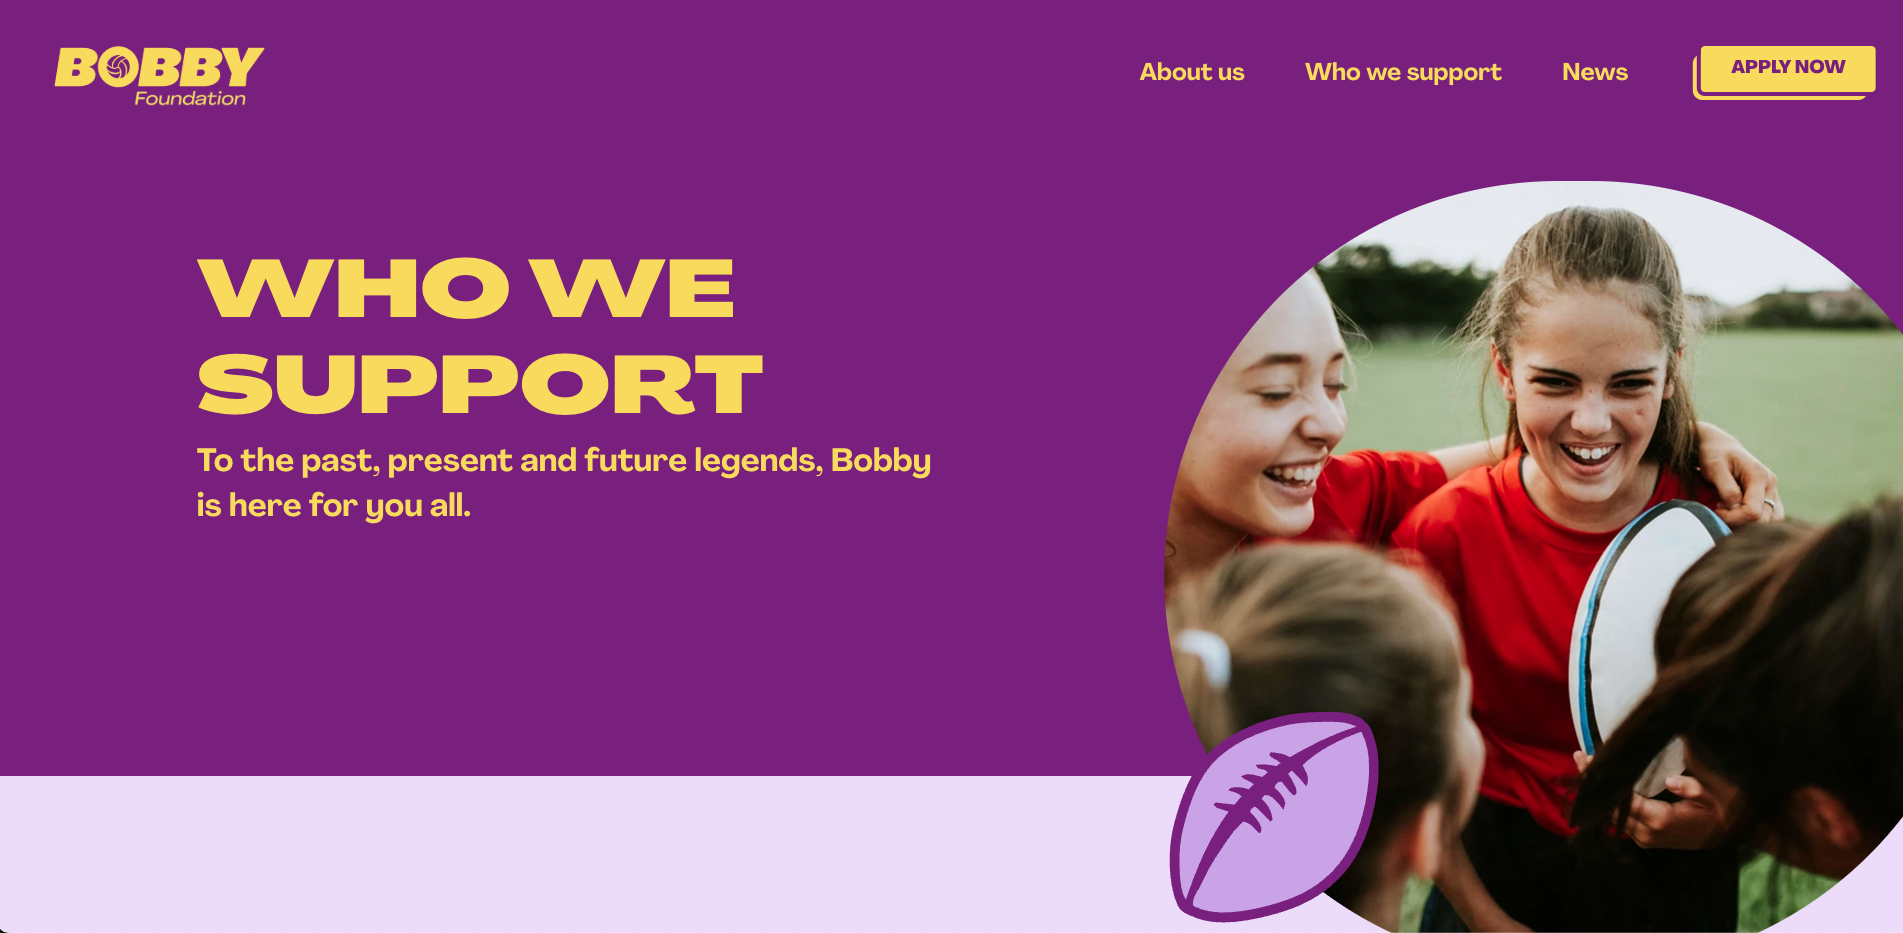 BOBBY
Foundation
About us
Who we support
News
APPLY NOW
WHO WE
SUPPORT
To the past, present and future legends, Bobby
is here for you all.